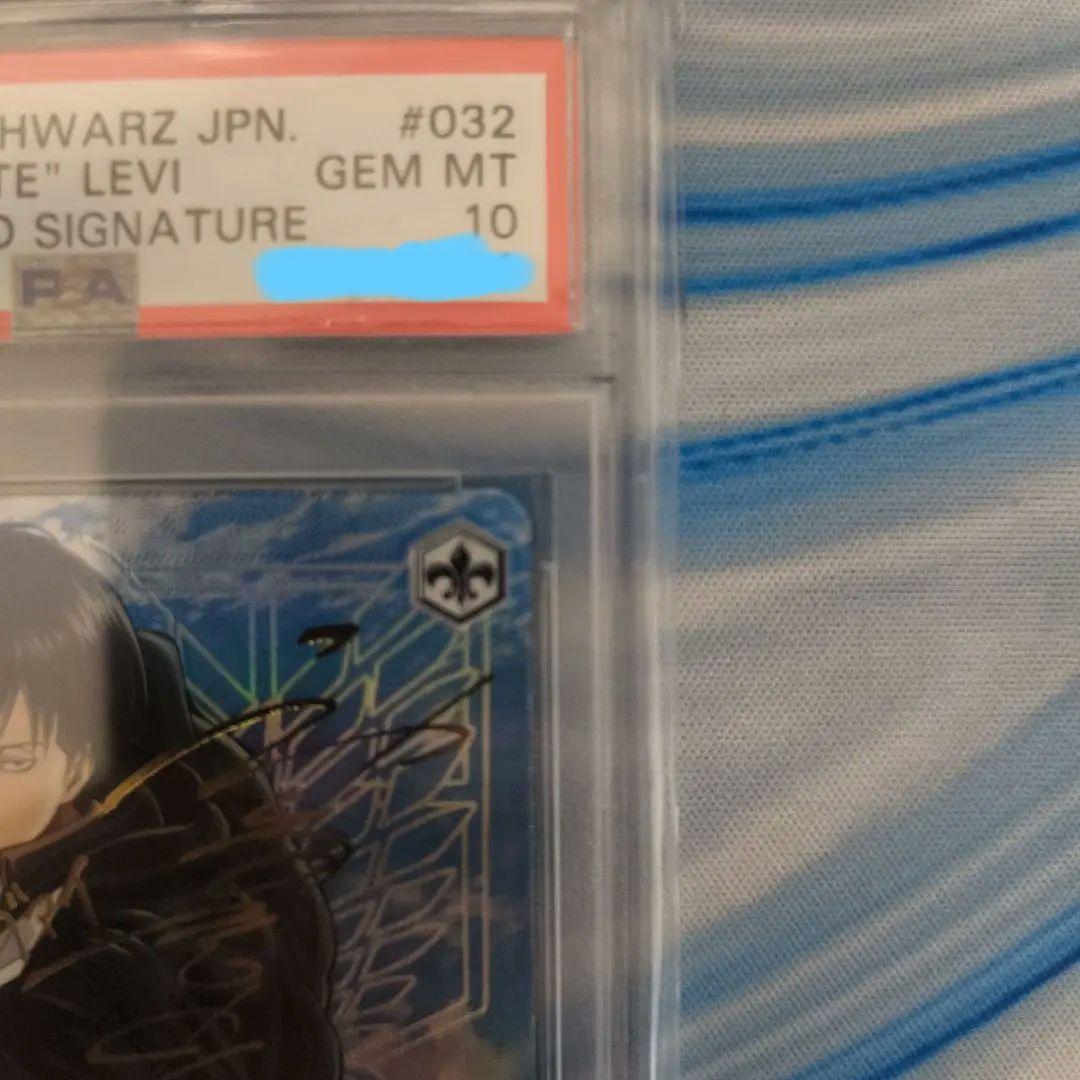 HWARZ JPN. #032
TE" LEVI GEM MT
D SIGNATURE 10
PSA